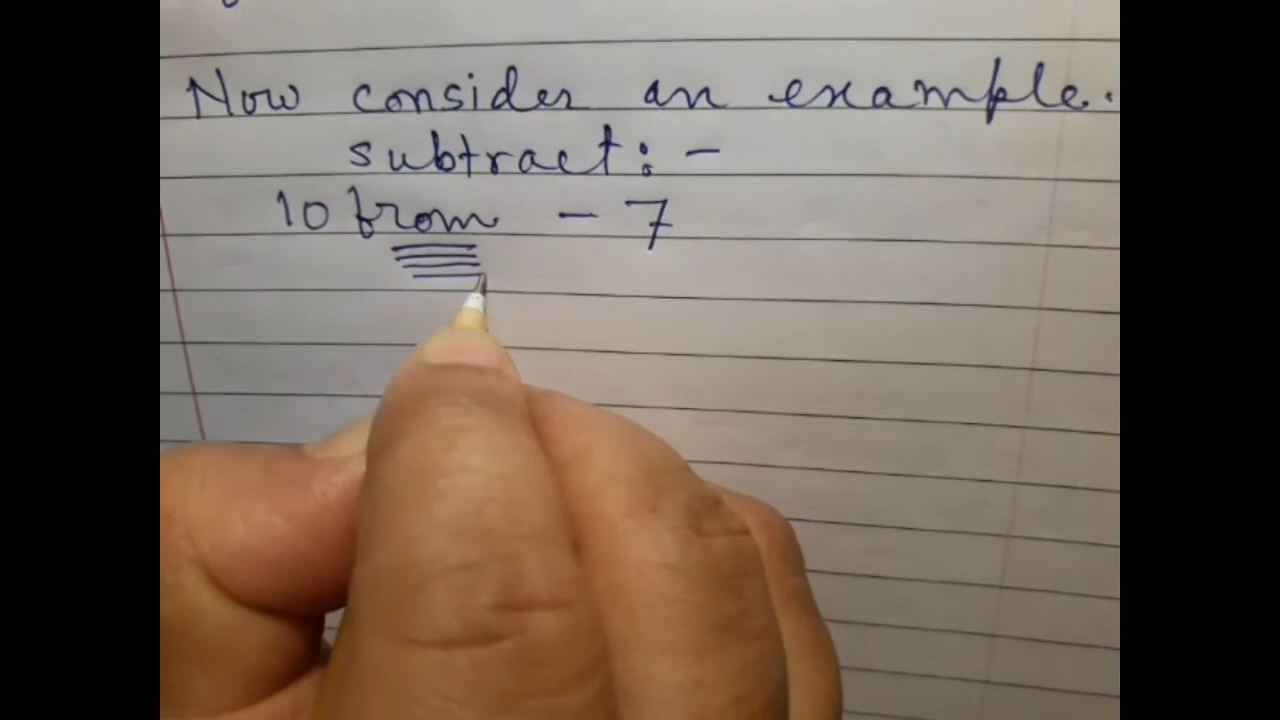 Now consider an example.
subtract: -
10 from - 7